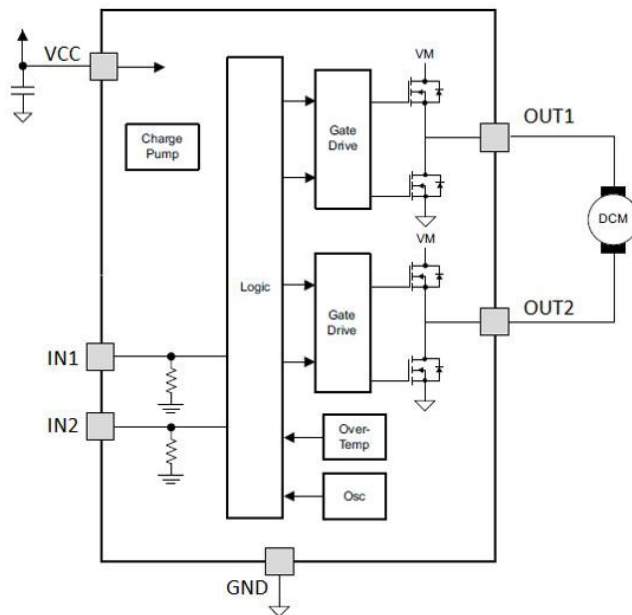 VCC
VM
Charge
Pump
Gate
Drive
OUT1
DCM
VM
Logic
Gate
Drive
OUT2
IN1
IN2
Over-
Temp
Osc
GND